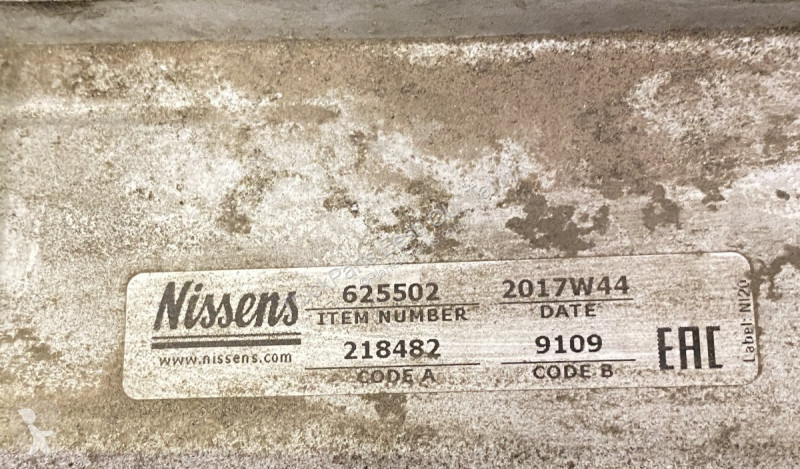 Nissens
www.nissens.com
625502
ITEM NUMBER
2017W44
DATE
218482
CODE A
9109
CODE B
EAC
Label: NI20